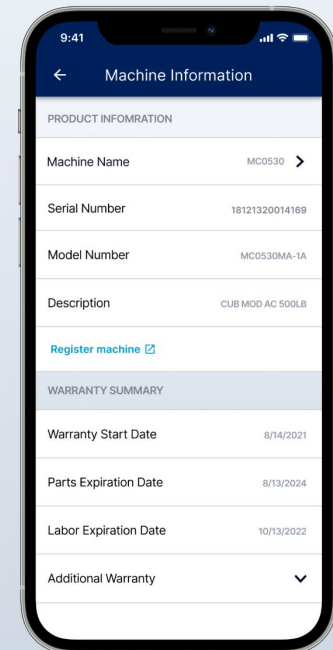 9:41
Machine Information
PRODUCT INFOMRATION
Machine Name MC0530
Serial Number 18121320014169
Model Number MC0530MA-1A
Description CUB MOD AC 500LB
Register machine
WARRANTY SUMMARY
Warranty Start Date 8/14/2021
Parts Expiration Date 8/13/2024
Labor Expiration Date 10/13/2022
Additional Warranty